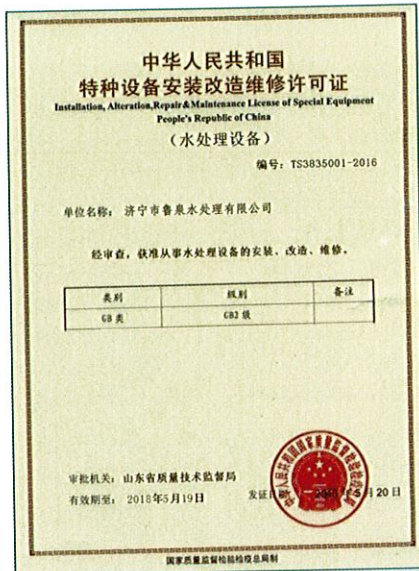 中华人民共和国
特种设备安装改造维修许可证
Installation, Alteration,Repair&Maintenance License of Special Equipment
People's Republic of China
（水处理设备）
编号：TS3835001-2016
单位名称： 济宁市鲁泉水处理有限公司
经审查，获准从事水处理设备的安装、改造、维修。
类别 级别 备注
GB 类 GB2 级
审批机关： 山东省质量技术监督局
有效期至： 2018年5月19日
发证日 5月20日
国家质量监督检验检疫总局制